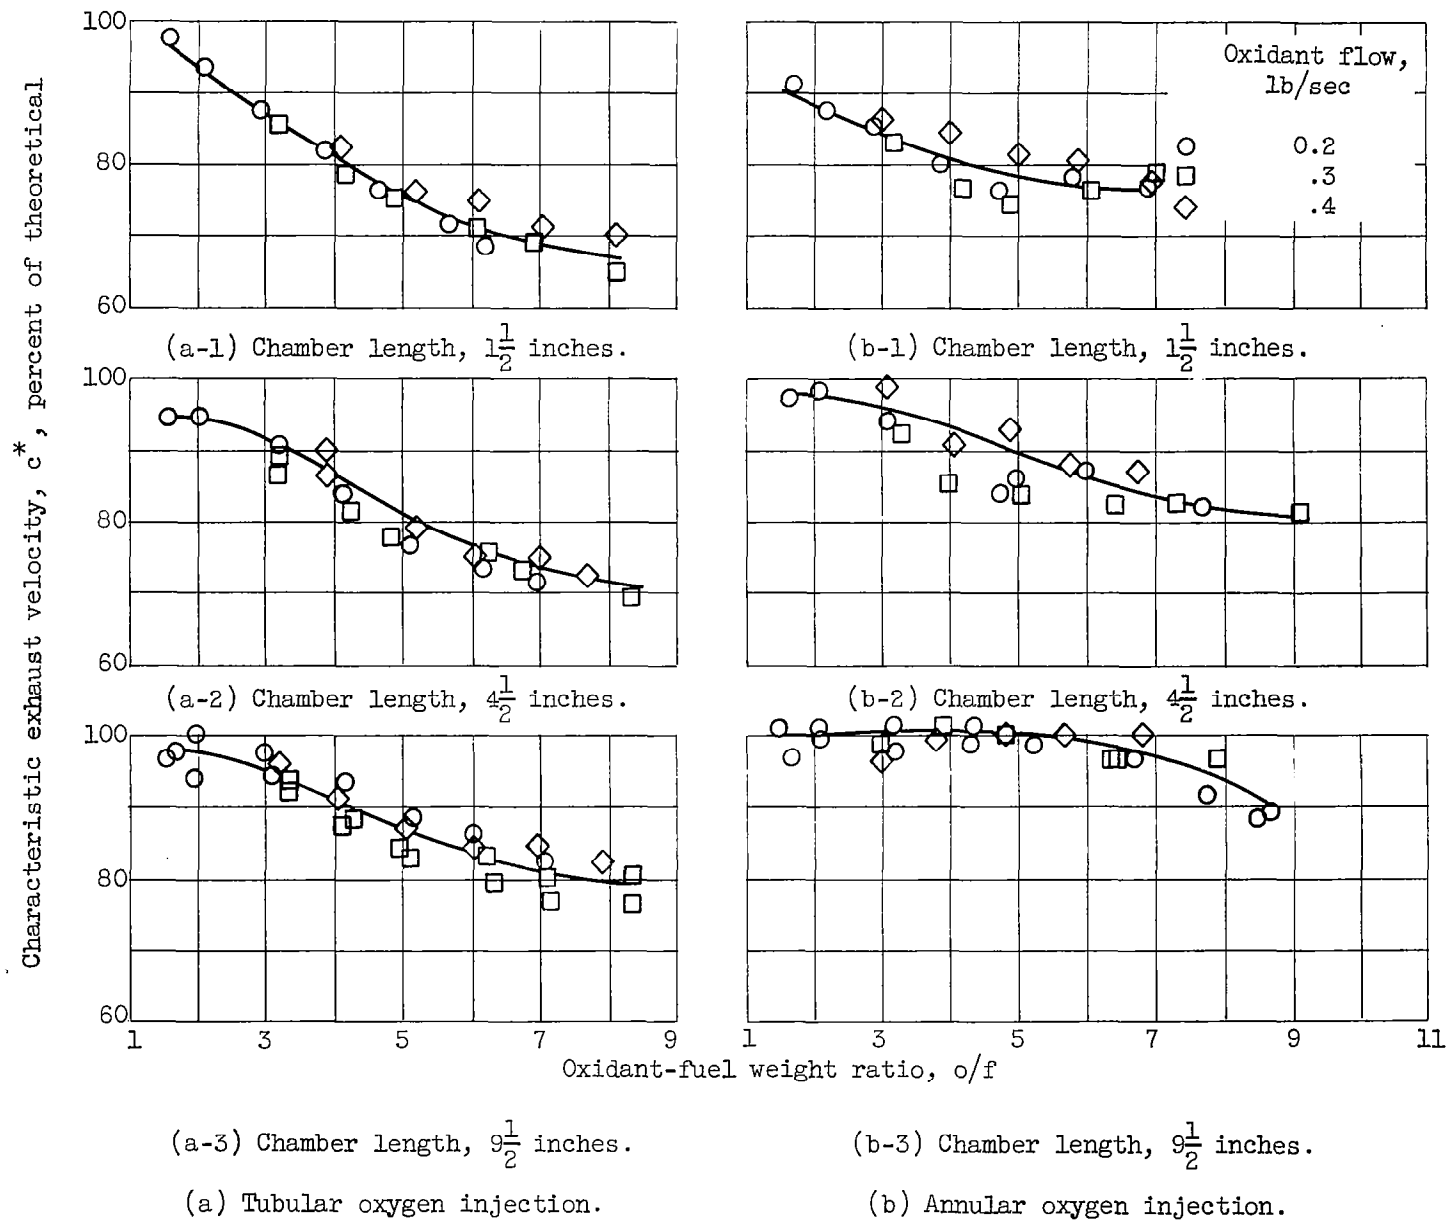 Characteristic exhaust velocity, c*, percent of theoretical
100
80
60
Oxidant flow,
lb/sec
0.2
.3
.4
(a-1) Chamber length, 1 1/2 inches.
(b-1) Chamber length, 1 1/2 inches.
100
80
60
(a-2) Chamber length, 4 1/2 inches.
(b-2) Chamber length, 4 1/2 inches.
100
80
60
1 3 5 7 9
1 3 5 7 9 11
Oxidant-fuel weight ratio, o/f
(a-3) Chamber length, 9 1/2 inches.
(b-3) Chamber length, 9 1/2 inches.
(a) Tubular oxygen injection.
(b) Annular oxygen injection.